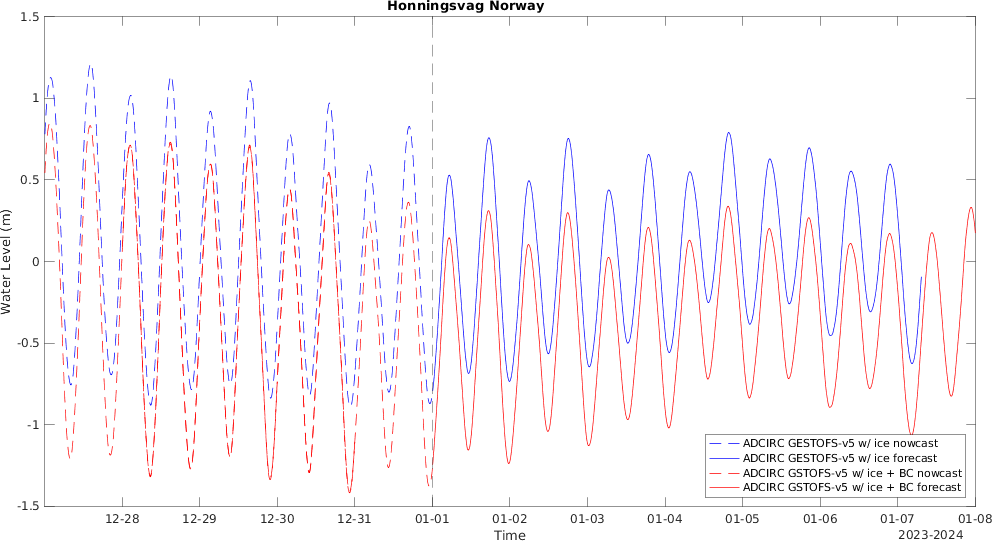 Honningsvag Norway
1.5
1
0.5
0
-0.5
-1
-1.5
Water Level (m)
12-28 12-29 12-30 12-31 01-01 01-02 01-03 01-04 01-05 01-06 01-07 01-08
Time
2023-2024
ADCIRC GESTOFS-v5 w/ ice nowcast
ADCIRC GESTOFS-v5 w/ ice forecast
ADCIRC GSTOFS-v5 w/ ice + BC nowcast
ADCIRC GSTOFS-v5 w/ ice + BC forecast